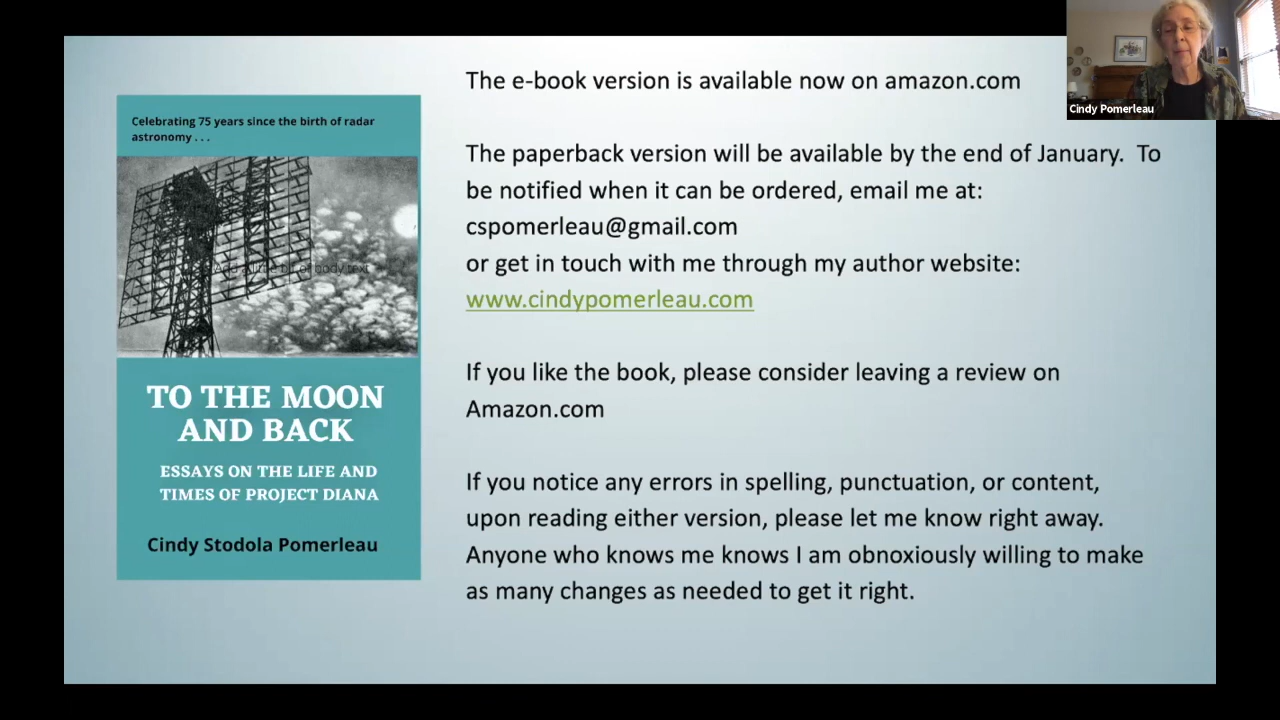 Celebrating 75 years since the birth of radar
astronomy . . .
TO THE MOON
AND BACK
ESSAYS ON THE LIFE AND
TIMES OF PROJECT DIANA
Cindy Stodola Pomerleau
The e-book version is available now on amazon.com
The paperback version will be available by the end of January. To
be notified when it can be ordered, email me at:
cspomerleau@gmail.com
or get in touch with me through my author website:
www.cindypomerleau.com
If you like the book, please consider leaving a review on
Amazon.com
If you notice any errors in spelling, punctuation, or content,
upon reading either version, please let me know right away.
Anyone who knows me knows I am obnoxiously willing to make
as many changes as needed to get it right.
Cindy Pomerleau